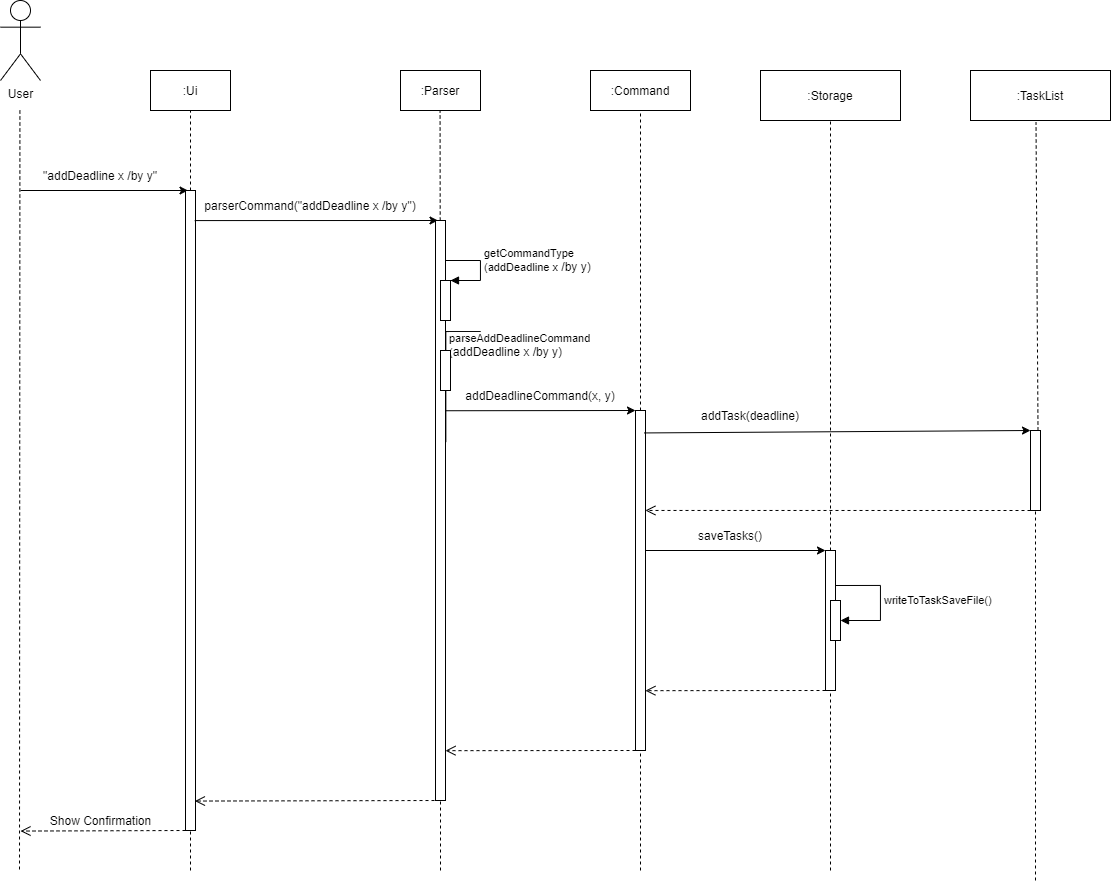 User
:Ui
:Parser
:Command
:Storage
:TaskList
"addDeadline x /by y"
parserCommand("addDeadline x /by y")
getCommandType
(addDeadline x /by y)
parseAddDeadlineCommand
(addDeadline x /by y)
addDeadlineCommand(x, y)
addTask(deadline)
saveTasks()
writeToTaskSaveFile()
Show Confirmation